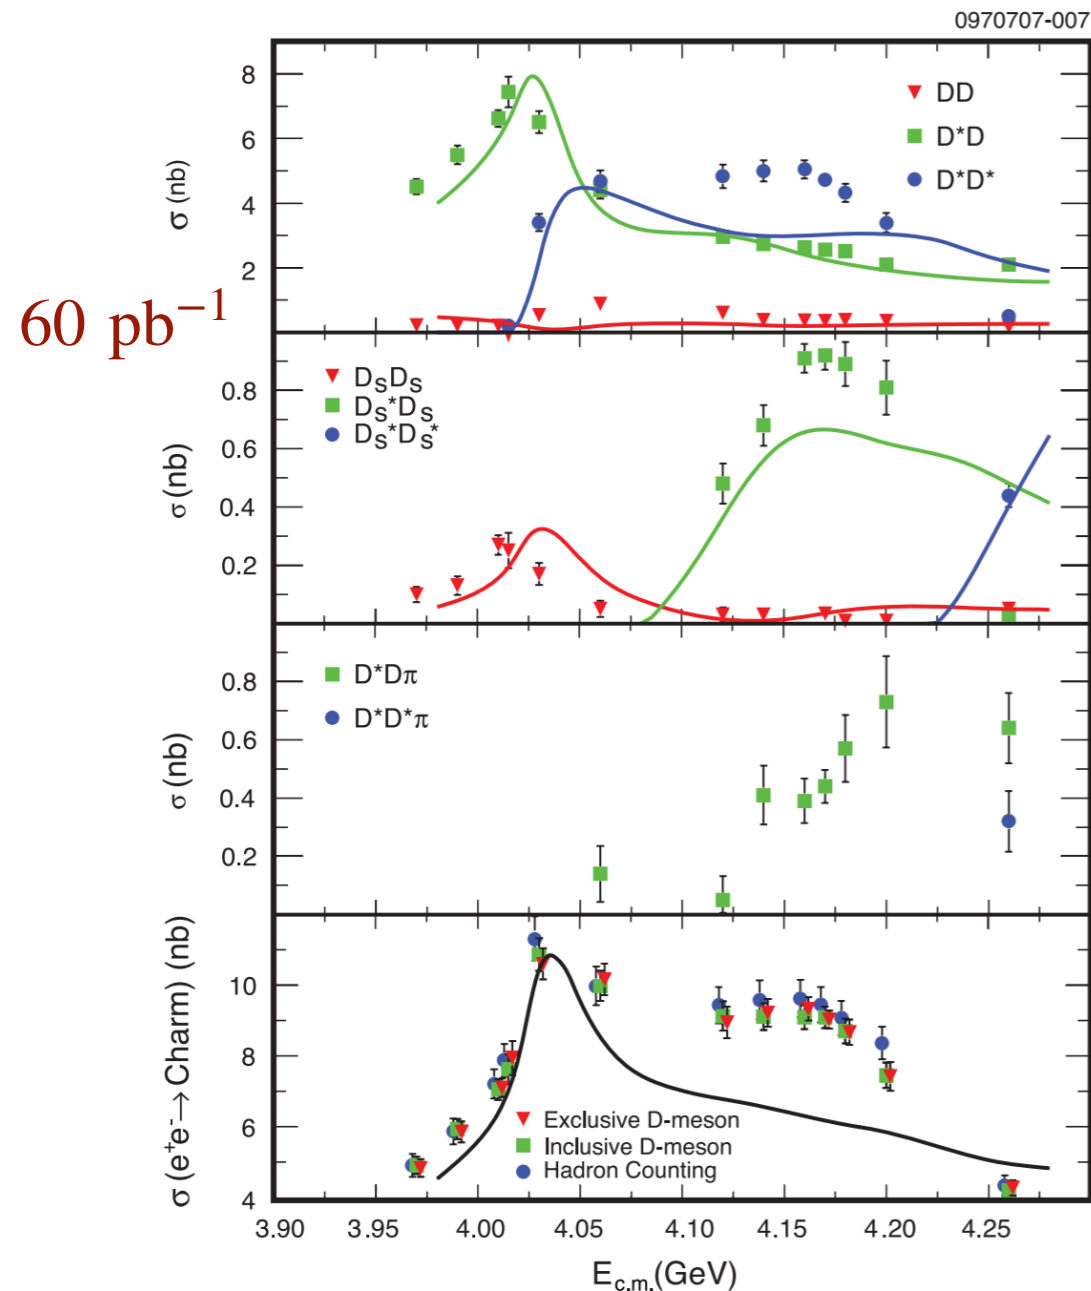 0970707-007
8
6
4
2
σ (nb)
DD
D*D
D*D*
60 pb⁻¹
0.8
0.6
0.4
0.2
σ (nb)
DₛDₛ
Dₛ*Dₛ
Dₛ*Dₛ*
0.8
0.6
0.4
0.2
σ (nb)
D*Dπ
D*D*π
10
8
6
4
σ (e⁺e⁻→Charm) (nb)
Exclusive D-meson
Inclusive D-meson
Hadron Counting
3.90 3.95 4.00 4.05 4.10 4.15 4.20 4.25
E_c.m. (GeV)